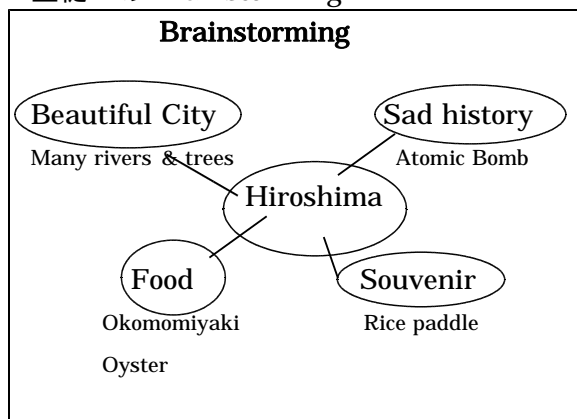 Brainstorming
Beautiful City
Many rivers & trees
Sad history
Atomic Bomb
Hiroshima
Food
Okomomiyaki
Oyster
Souvenir
Rice paddle